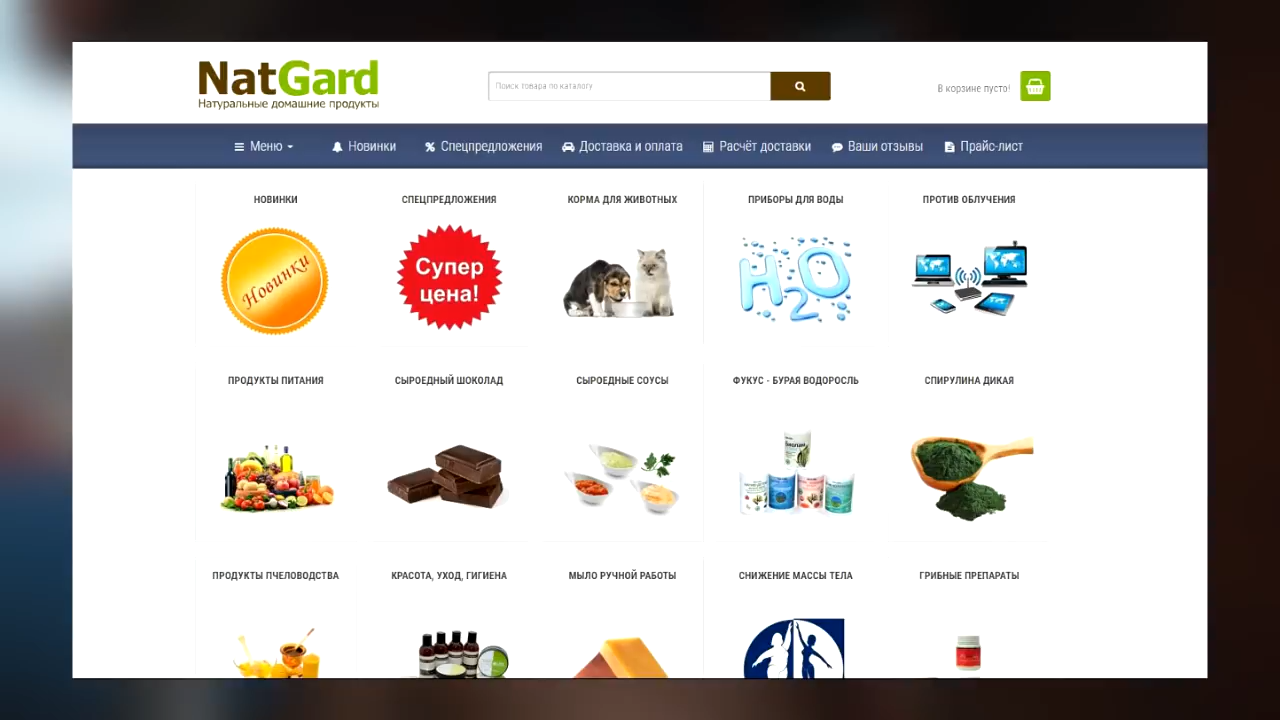 NatGard
Натуральные домашние продукты
Поиск товара по каталогу
В корзине пусто!
Меню
Новинки
Спецпредложения
Доставка и оплата
Расчёт доставки
Ваши отзывы
Прайс-лист
НОВИНКИ
СПЕЦПРЕДЛОЖЕНИЯ
КОРМА ДЛЯ ЖИВОТНЫХ
ПРИБОРЫ ДЛЯ ВОДЫ
ПРОТИВ ОБЛУЧЕНИЯ
Новинки
Супер
цена!
H2O
ПРОДУКТЫ ПИТАНИЯ
СЫРОЕДНЫЙ ШОКОЛАД
СЫРОЕДНЫЕ СОУСЫ
ФУКУС - БУРАЯ ВОДОРОСЛЬ
СПИРУЛИНА ДИКАЯ
ПРОДУКТЫ ПЧЕЛОВОДСТВА
КРАСОТА, УХОД, ГИГИЕНА
МЫЛО РУЧНОЙ РАБОТЫ
СНИЖЕНИЕ МАССЫ ТЕЛА
ГРИБНЫЕ ПРЕПАРАТЫ